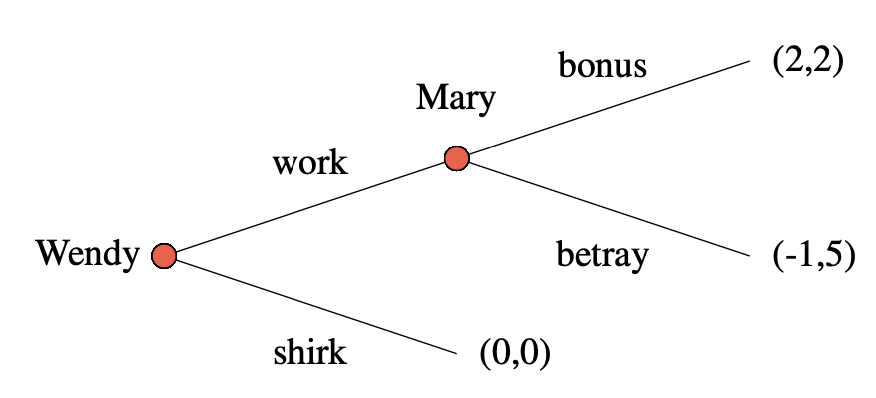 bonus
(2,2)
Mary
work
Wendy
betray
(-1,5)
shirk
(0,0)